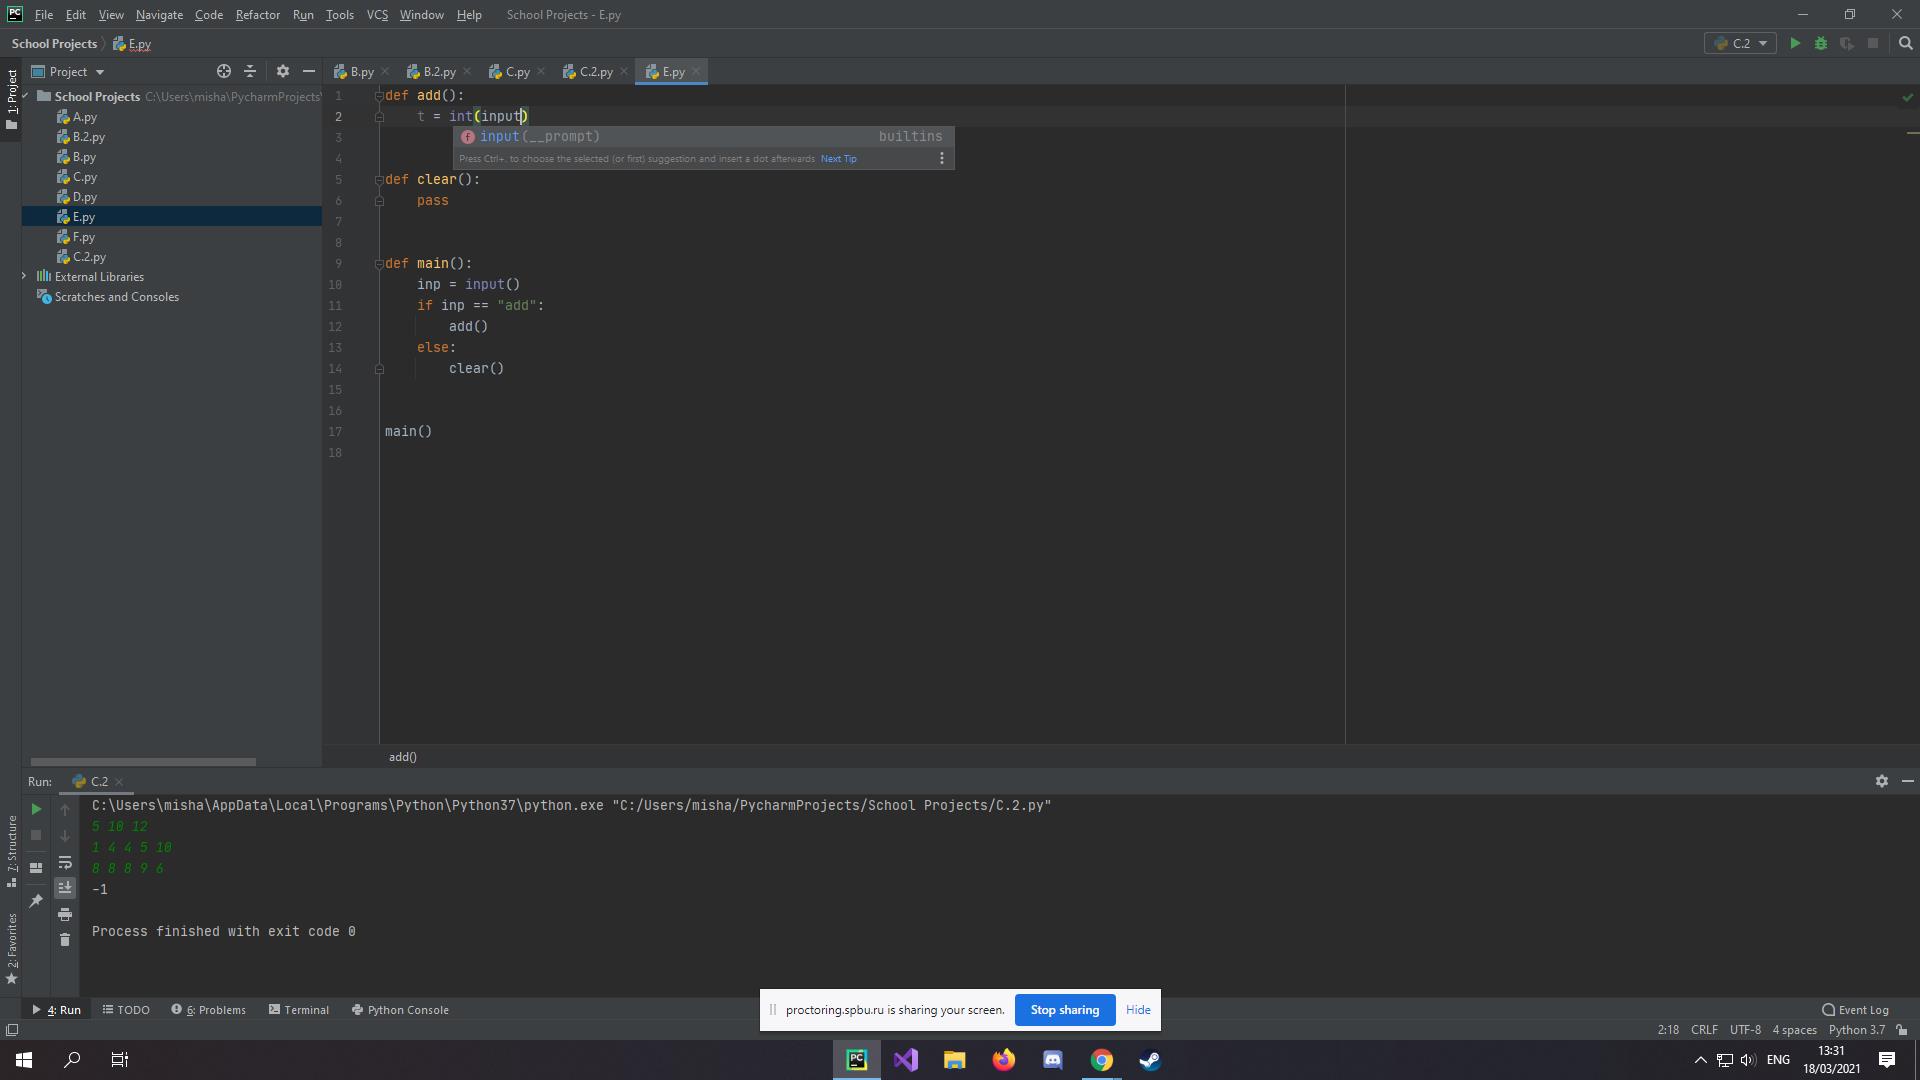 PC File Edit View Navigate Code Refactor Run Tools VCS Window Help School Projects - E.py
School Projects E.py C.2
1: Project
Project B.py B.2.py C.py C.2.py E.py
School Projects C:\Users\misha\PycharmProjects\
A.py
B.2.py
B.py
C.py
D.py
E.py
F.py
C.2.py
External Libraries
Scratches and Consoles
1 def add():
2 t = int(input)
3 input(__prompt) builtins
4 Press Ctrl+. to choose the selected (or first) suggestion and insert a dot afterwards Next Tip
5 def clear():
6 pass
7
8
9 def main():
10 inp = input()
11 if inp == "add":
12 add()
13 else:
14 clear()
15
16
17 main()
18
add()
Run: C.2
C:\Users\misha\AppData\Local\Programs\Python\Python37\python.exe "C:/Users/misha/PycharmProjects/School Projects/C.2.py"
5 10 12
1 4 4 5 10
8 8 8 9 6
-1
Process finished with exit code 0
7: Structure
2: Favorites
proctoring.spbu.ru is sharing your screen. Stop sharing Hide
4: Run TODO 6: Problems Terminal Python Console Event Log
2:18 CRLF UTF-8 4 spaces Python 3.7
PC ENG 13:31
18/03/2021